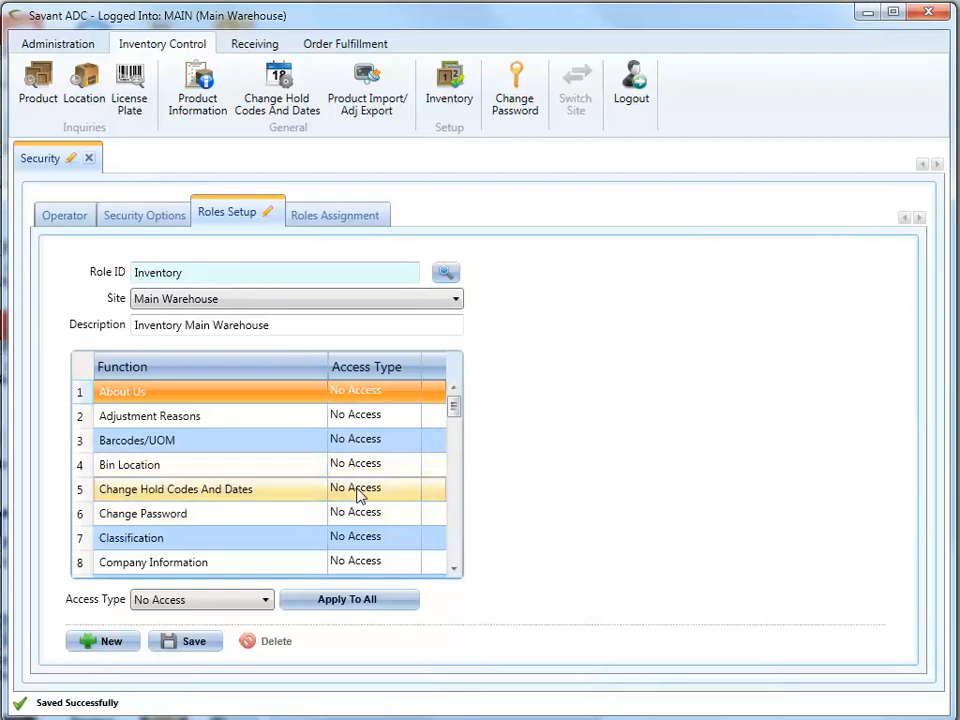 Savant ADC - Logged Into: MAIN (Main Warehouse)
Administration Inventory Control Receiving Order Fulfillment
Product Location License Plate Product Information Change Hold Codes And Dates Product Import/ Adj Export Inventory Change Password Switch Site Logout
Inquiries General Setup
Security
Operator Security Options Roles Setup Roles Assignment
Role ID Inventory
Site Main Warehouse
Description Inventory Main Warehouse
Function Access Type
1 About Us No Access
2 Adjustment Reasons No Access
3 Barcodes/UOM No Access
4 Bin Location No Access
5 Change Hold Codes And Dates No Access
6 Change Password No Access
7 Classification No Access
8 Company Information No Access
Access Type No Access Apply To All
New Save Delete
Saved Successfully